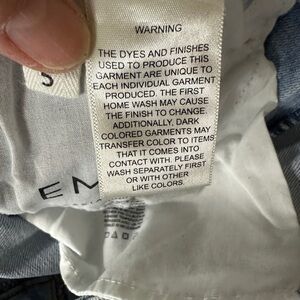 S
WARNING
THE DYES AND FINISHES
USED TO PRODUCE THIS
GARMENT ARE UNIQUE TO
EACH INDIVIDUAL GARMENT
PRODUCED. THE FIRST
HOME WASH MAY CAUSE
THE FINISH TO CHANGE.
ADDITIONALLY, DARK
COLORED GARMENTS MAY
TRANSFER COLOR TO ITEMS
THAT IT COMES INTO
CONTACT WITH. PLEASE
WASH SEPARATELY FIRST
OR WITH OTHER
LIKE COLORS.
EM